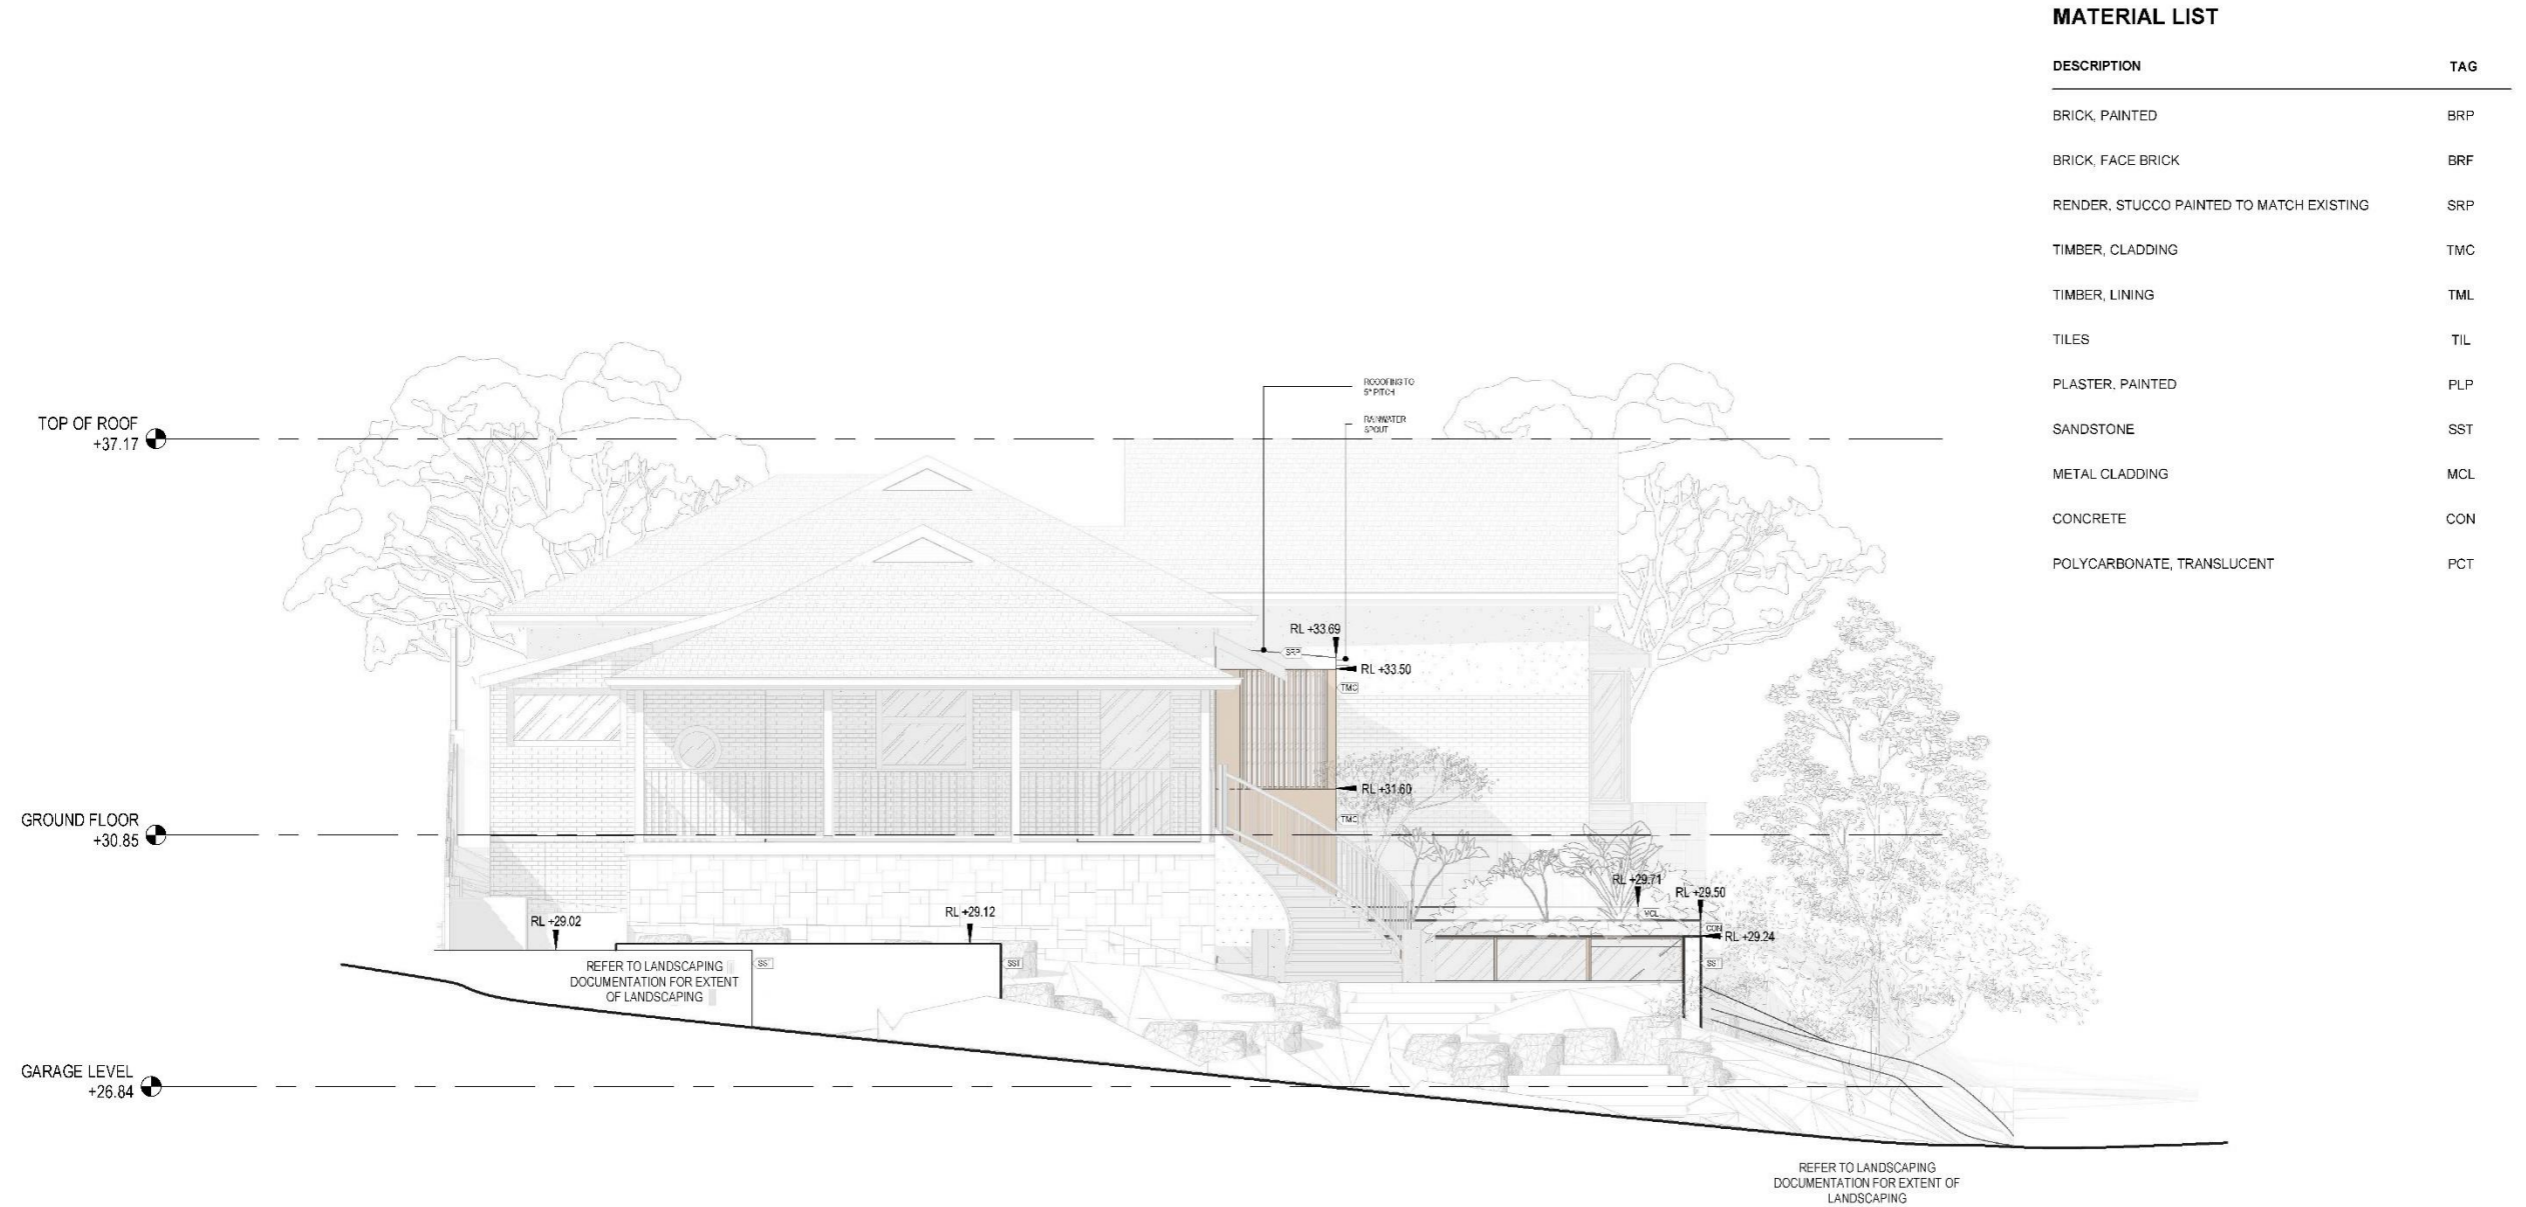 MATERIAL LIST
DESCRIPTION TAG
BRICK, PAINTED BRP
BRICK, FACE BRICK BRF
RENDER, STUCCO PAINTED TO MATCH EXISTING SRP
TIMBER, CLADDING TMC
TIMBER, LINING TML
TILES TIL
PLASTER, PAINTED PLP
SANDSTONE SST
METAL CLADDING MCL
CONCRETE CON
POLYCARBONATE, TRANSLUCENT PCT
ROOOFING TO
5° PITCH
RAINWATER
SPOUT
TOP OF ROOF
+37.17
RL +33.69
SRP
RL +33.50
TMC
RL +31.60
TMC
GROUND FLOOR
+30.85
RL +29.71
RL +29.50
MCL
RL +29.02
RL +29.12
CON
RL +29.24
REFER TO LANDSCAPING
DOCUMENTATION FOR EXTENT
OF LANDSCAPING
SST
SST
SST
GARAGE LEVEL
+26.84
REFER TO LANDSCAPING
DOCUMENTATION FOR EXTENT OF
LANDSCAPING